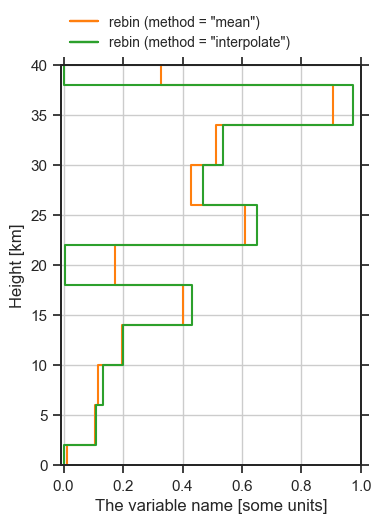 rebin (method = "mean")
rebin (method = "interpolate")
40
35
30
25
20
15
10
5
0
Height [km]
0.0 0.2 0.4 0.6 0.8 1.0
The variable name [some units]